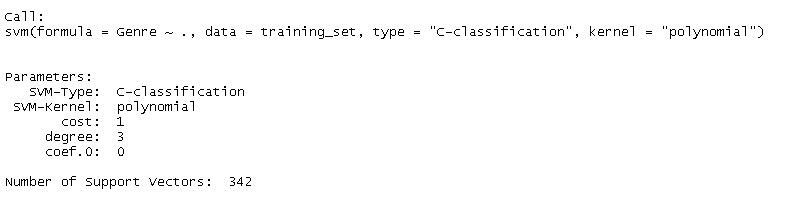 Call:
svm(formula = Genre ~ ., data = training_set, type = "C-classification", kernel = "polynomial")
Parameters:
SVM-Type: C-classification
SVM-Kernel: polynomial
cost: 1
degree: 3
coef.0: 0
Number of Support Vectors: 342